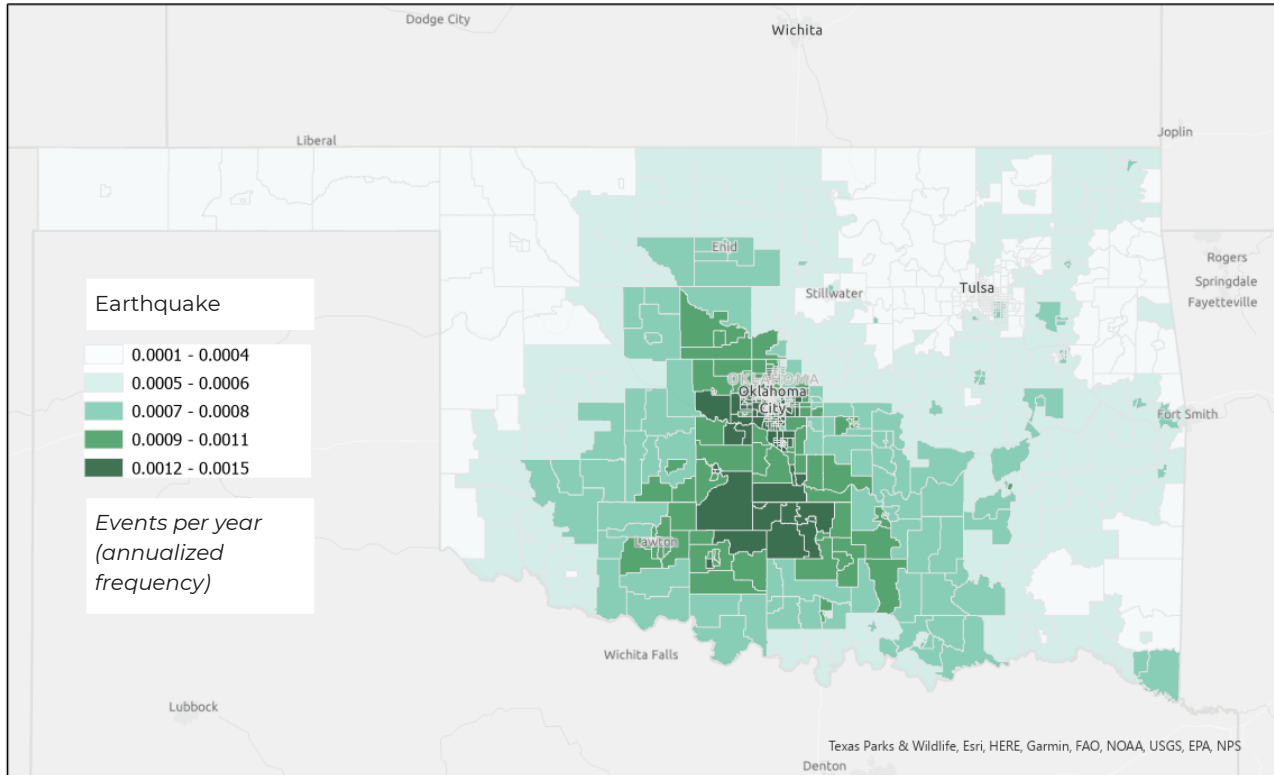 Dodge City
Wichita
Liberal
Joplin
Enid
Rogers
Springdale
Fayetteville
Tulsa
Stillwater
Earthquake
0.0001 - 0.0004
0.0005 - 0.0006
0.0007 - 0.0008
0.0009 - 0.0011
0.0012 - 0.0015
OKLAHOMA
Oklahoma
City
Fort Smith
Events per year
(annualized
frequency)
Lawton
Wichita Falls
Lubbock
Texas Parks & Wildlife, Esri, HERE, Garmin, FAO, NOAA, USGS, EPA, NPS
Denton